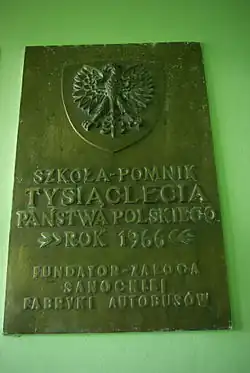 SZKOŁA-POMNIK
TYSIĄCLECIA
PAŃSTWA POLSKIEGO
ROK 1966
FUNDATOR-ZAŁOGA
SANOCKIEJ
FABRYKI AUTOBUSÓW